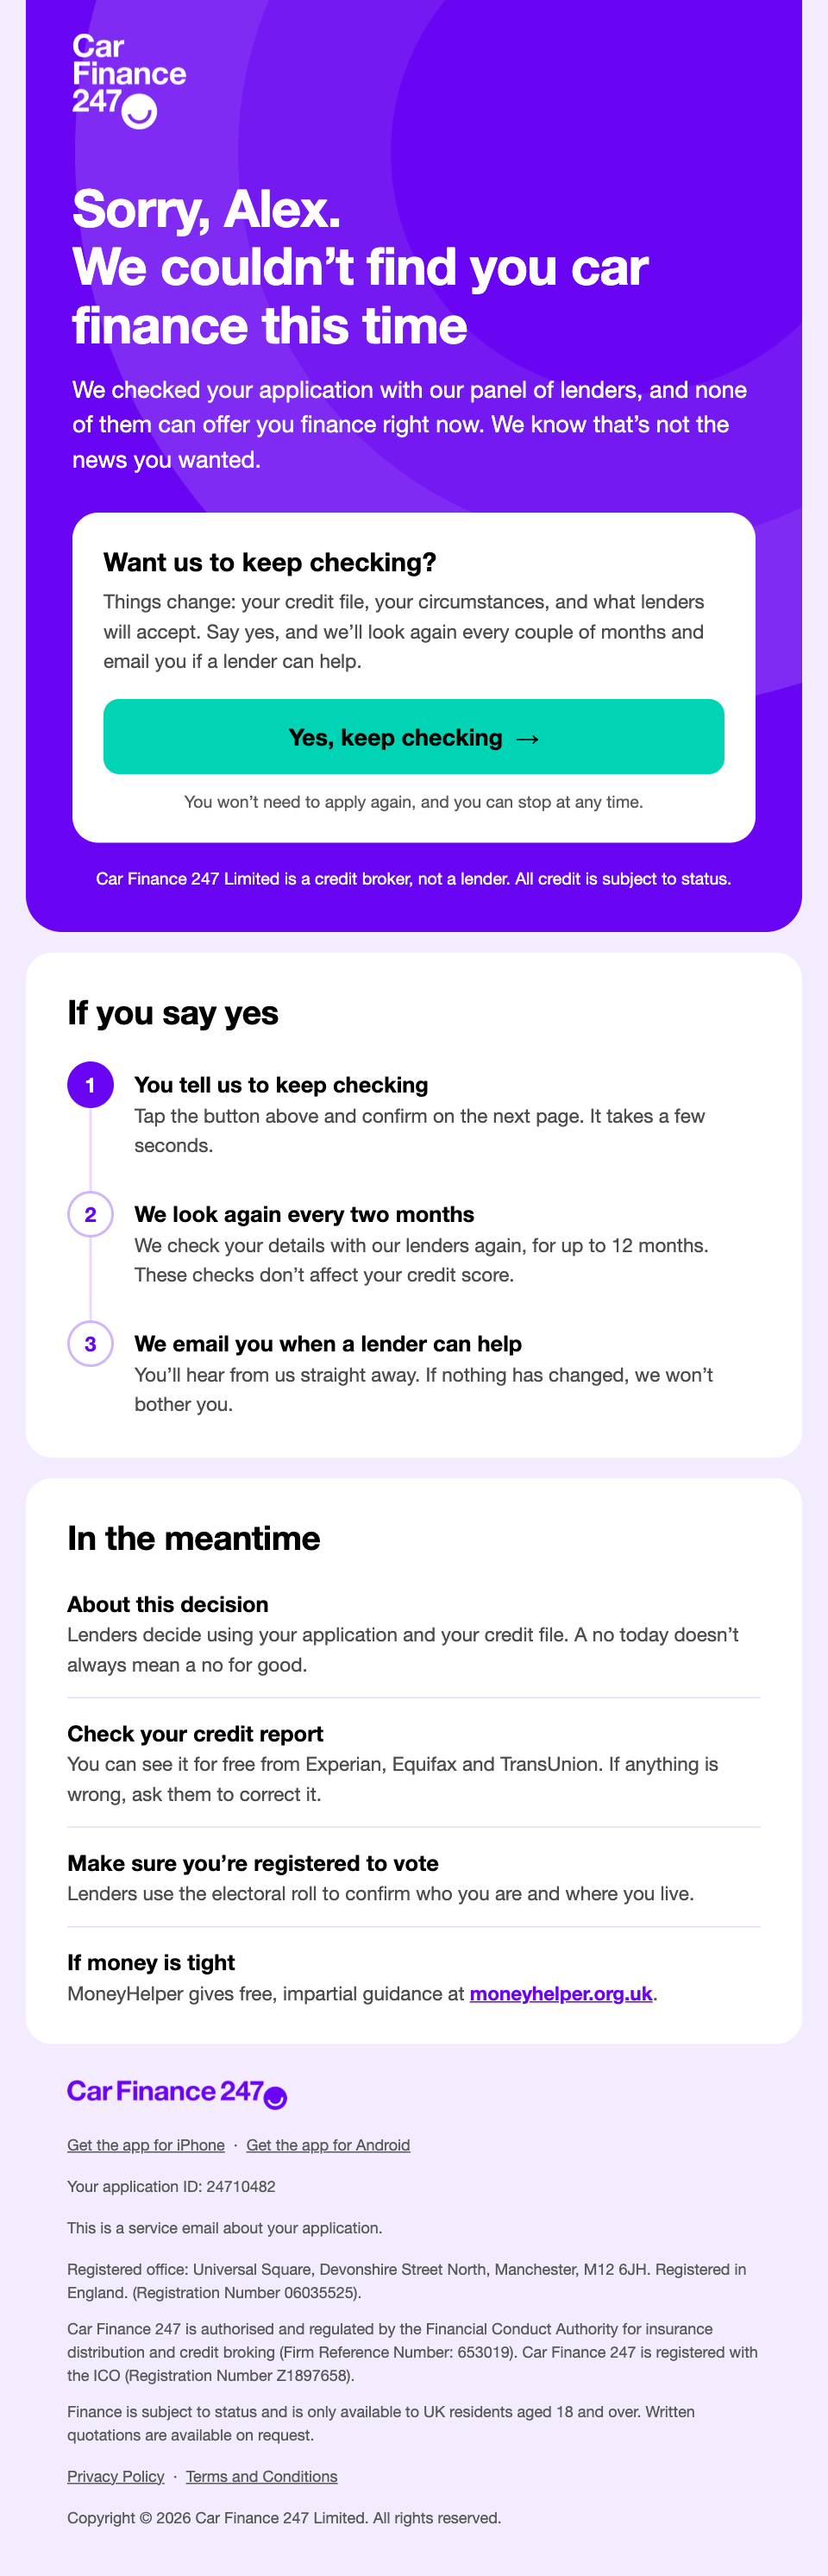 Car
Finance
247
Sorry, Alex.
We couldn’t find you car
finance this time
We checked your application with our panel of lenders, and none
of them can offer you finance right now. We know that’s not the
news you wanted.
Want us to keep checking?
Things change: your credit file, your circumstances, and what lenders
will accept. Say yes, and we’ll look again every couple of months and
email you if a lender can help.
Yes, keep checking →
You won’t need to apply again, and you can stop at any time.
Car Finance 247 Limited is a credit broker, not a lender. All credit is subject to status.
If you say yes
1
You tell us to keep checking
Tap the button above and confirm on the next page. It takes a few
seconds.
2
We look again every two months
We check your details with our lenders again, for up to 12 months.
These checks don’t affect your credit score.
3
We email you when a lender can help
You’ll hear from us straight away. If nothing has changed, we won’t
bother you.
In the meantime
About this decision
Lenders decide using your application and your credit file. A no today doesn’t
always mean a no for good.
Check your credit report
You can see it for free from Experian, Equifax and TransUnion. If anything is
wrong, ask them to correct it.
Make sure you’re registered to vote
Lenders use the electoral roll to confirm who you are and where you live.
If money is tight
MoneyHelper gives free, impartial guidance at moneyhelper.org.uk.
Car Finance 247
Get the app for iPhone · Get the app for Android
Your application ID: 24710482
This is a service email about your application.
Registered office: Universal Square, Devonshire Street North, Manchester, M12 6JH. Registered in
England. (Registration Number 06035525).
Car Finance 247 is authorised and regulated by the Financial Conduct Authority for insurance
distribution and credit broking (Firm Reference Number: 653019). Car Finance 247 is registered with
the ICO (Registration Number Z1897658).
Finance is subject to status and is only available to UK residents aged 18 and over. Written
quotations are available on request.
Privacy Policy · Terms and Conditions
Copyright © 2026 Car Finance 247 Limited. All rights reserved.